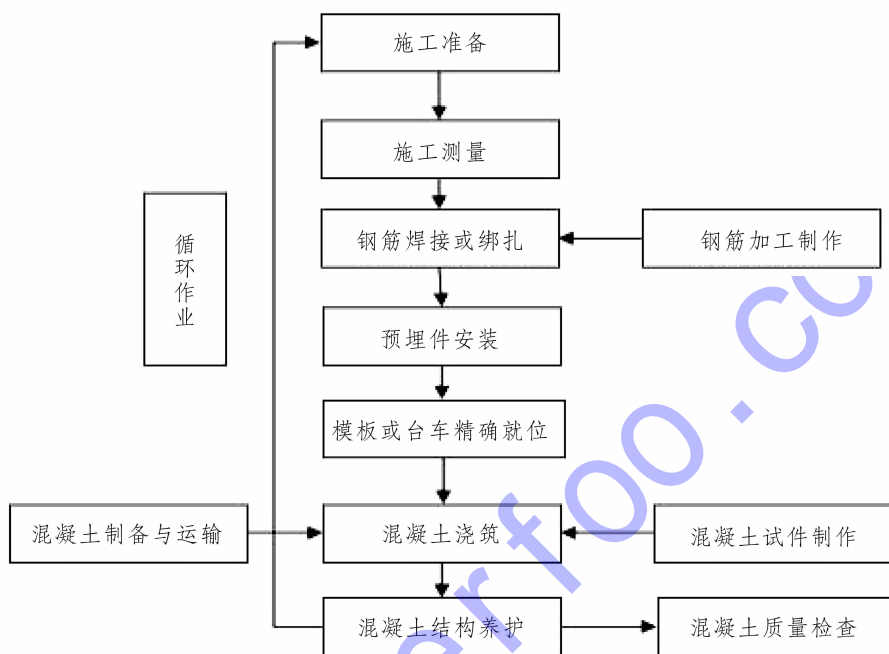 施工准备
施工测量
循环作业
钢筋焊接或绑扎
钢筋加工制作
预埋件安装
模板或台车精确就位
混凝土制备与运输
混凝土浇筑
混凝土试件制作
混凝土结构养护
混凝土质量检查
erfoo.co